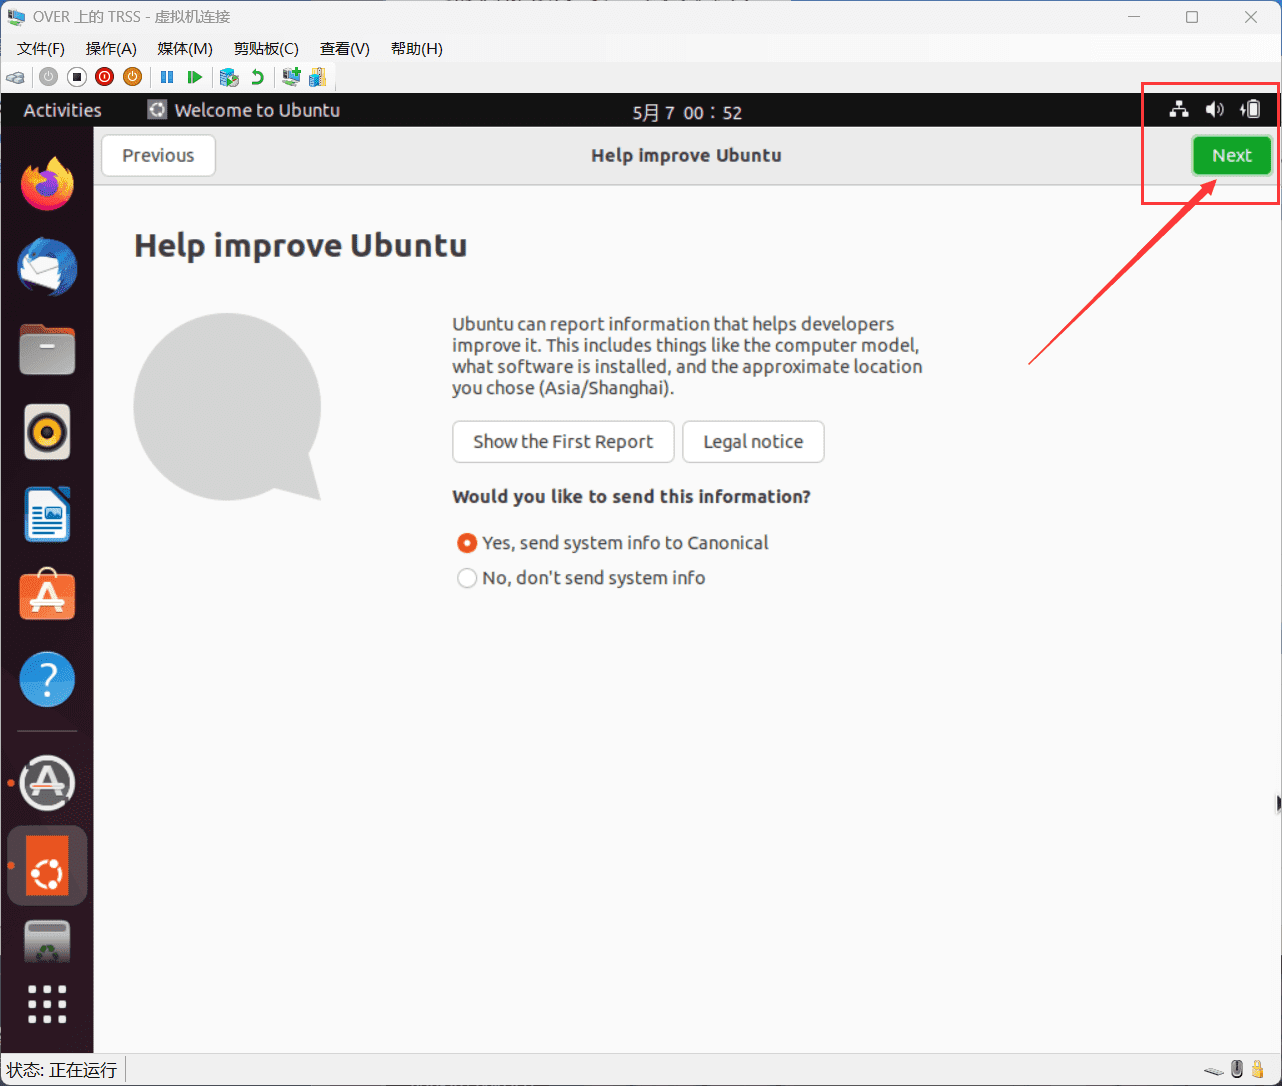 OVER 上的 TRSS - 虚拟机连接
文件(F) 操作(A) 媒体(M) 剪贴板(C) 查看(V) 帮助(H)
Activities Welcome to Ubuntu 5月 7 00：52
Previous Help improve Ubuntu Next
Help improve Ubuntu
Ubuntu can report information that helps developers
improve it. This includes things like the computer model,
what software is installed, and the approximate location
you chose (Asia/Shanghai).
Show the First Report Legal notice
Would you like to send this information?
Yes, send system info to Canonical
No, don't send system info
状态: 正在运行